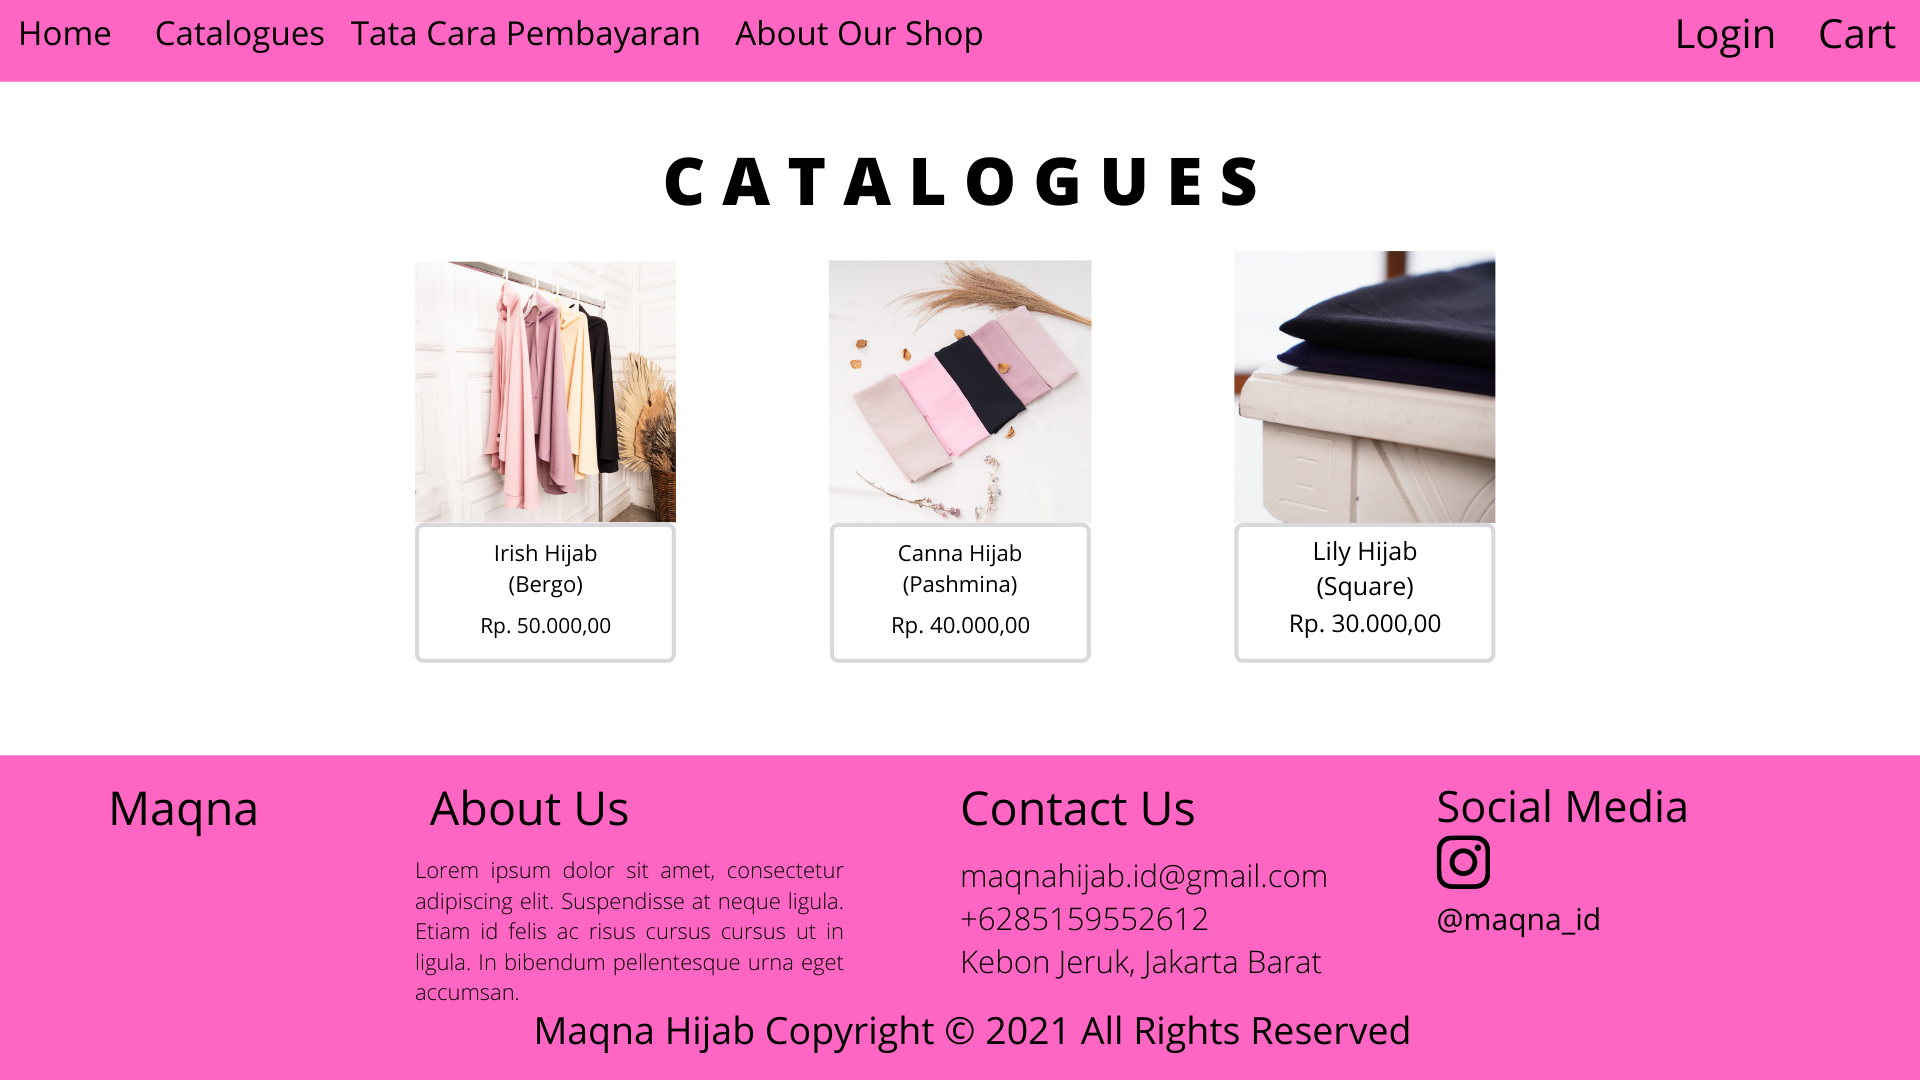 Home Catalogues Tata Cara Pembayaran About Our Shop Login Cart
CATALOGUES
Irish Hijab
(Bergo)
Rp. 50.000,00
Canna Hijab
(Pashmina)
Rp. 40.000,00
Lily Hijab
(Square)
Rp. 30.000,00
Maqna
About Us
Lorem ipsum dolor sit amet, consectetur
adipiscing elit. Suspendisse at neque ligula.
Etiam id felis ac risus cursus cursus ut in
ligula. In bibendum pellentesque urna eget
accumsan.
Contact Us
maqnahijab.id@gmail.com
+6285159552612
Kebon Jeruk, Jakarta Barat
Social Media
@maqna_id
Maqna Hijab Copyright © 2021 All Rights Reserved